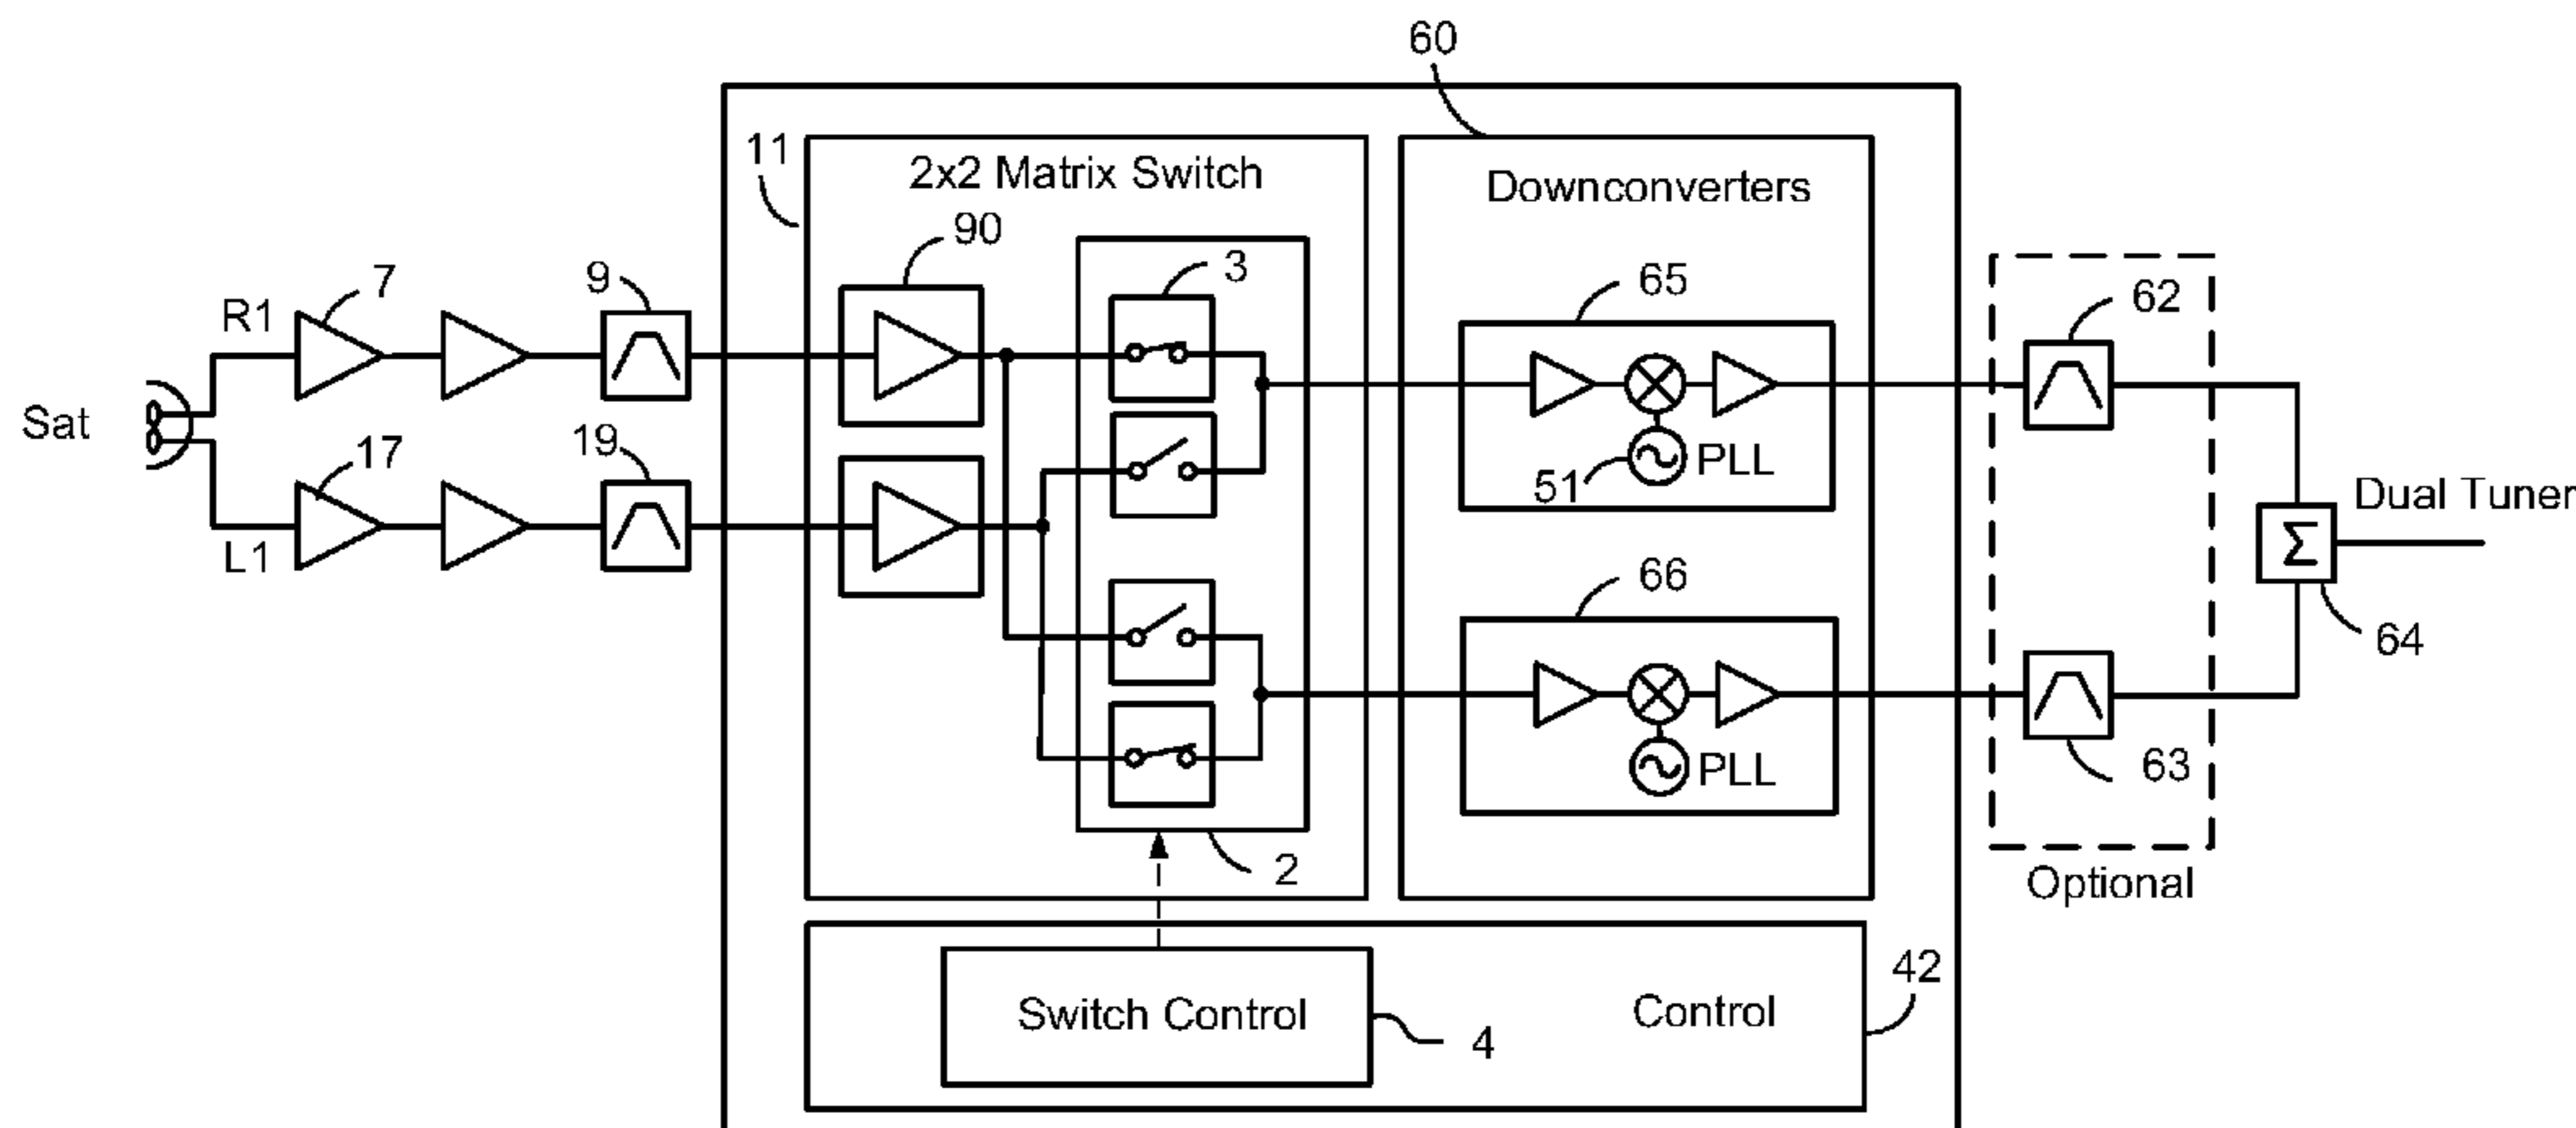 60
11
2x2 Matrix Switch
Downconverters
90
3
7
9
65
62
R1
Sat
17
19
51
PLL
Dual Tuner
L1
66
64
PLL
63
2
Optional
42
Switch Control
Control
4
Σ